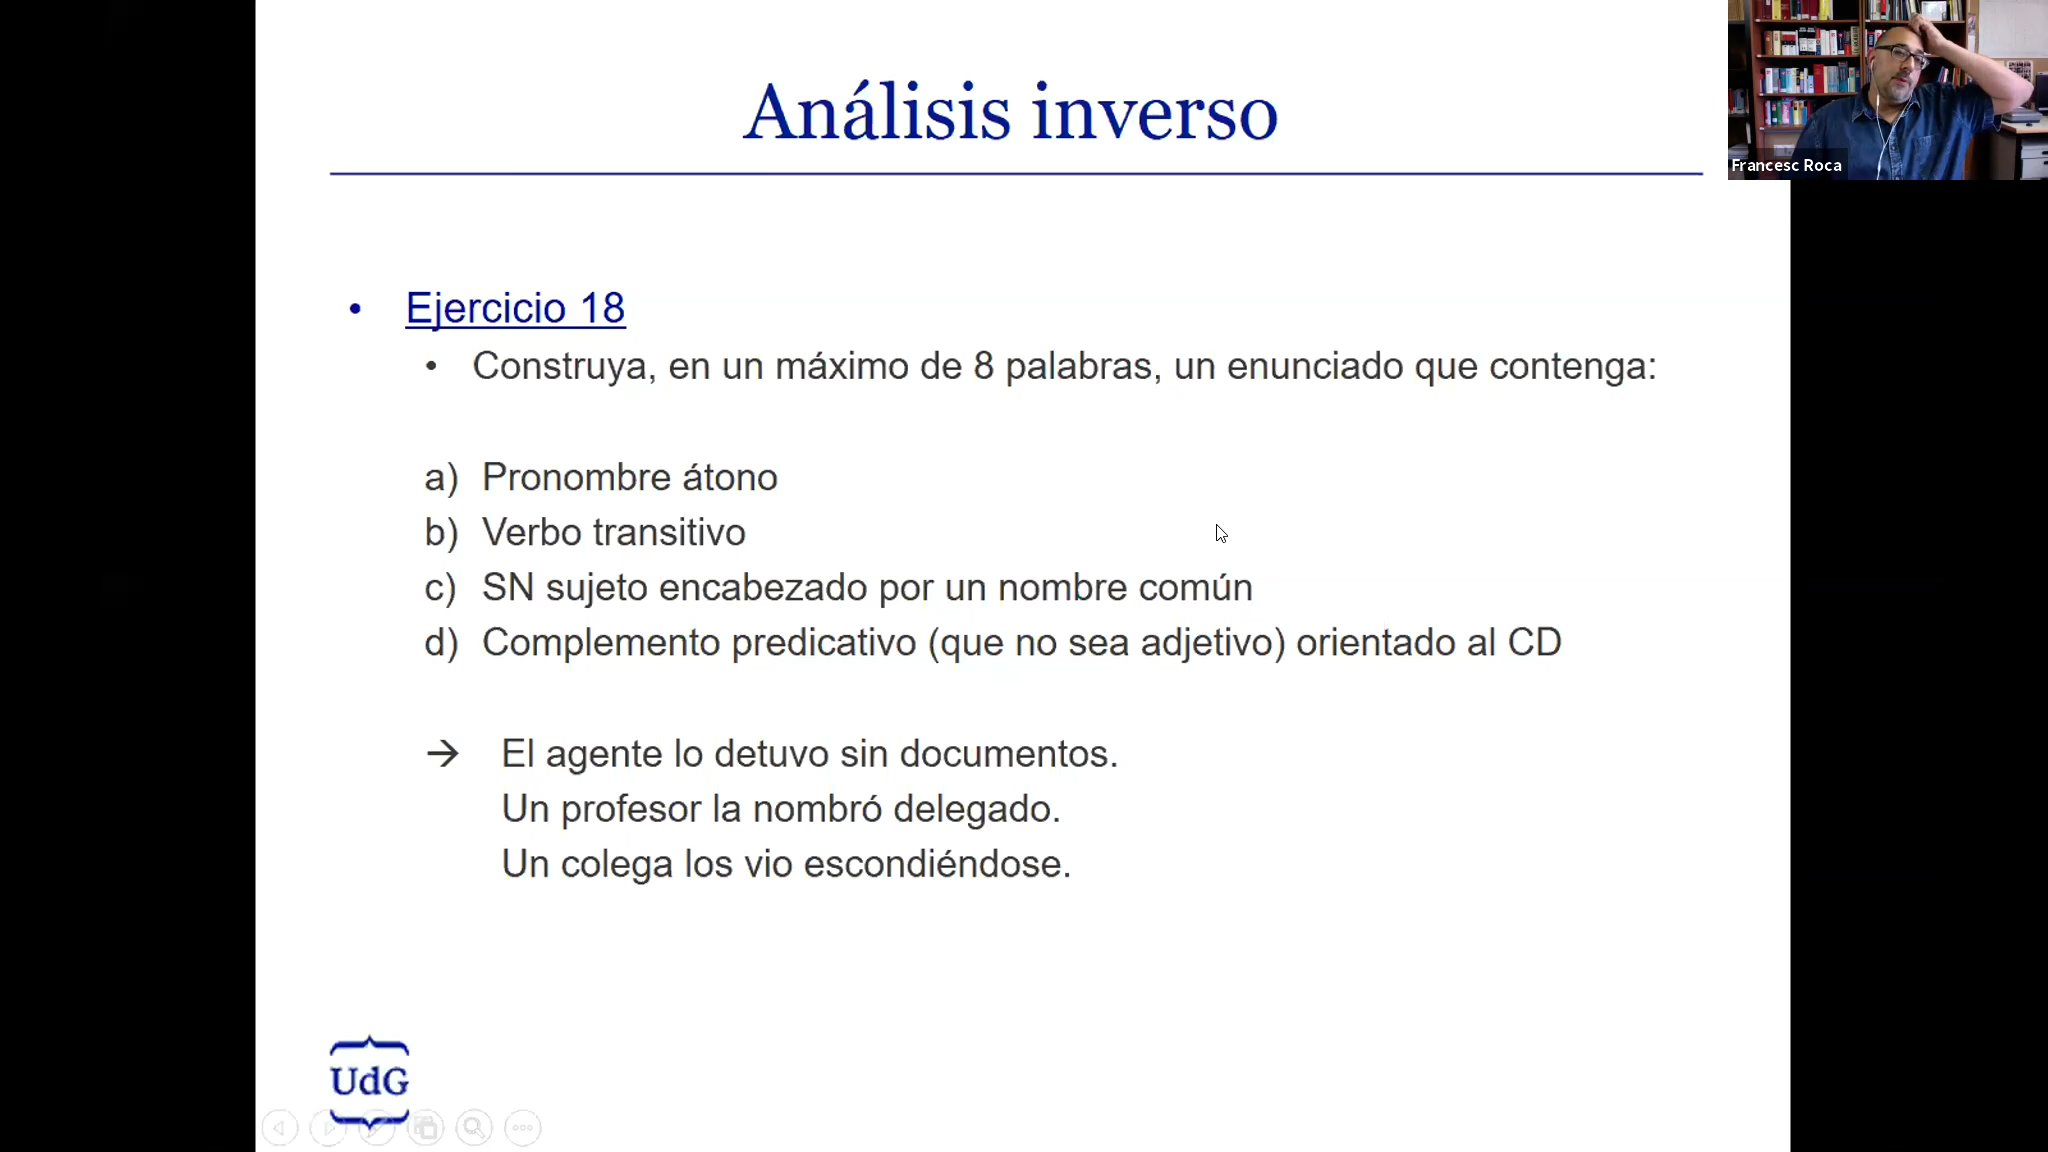 Análisis inverso
Francesc Roca
• Ejercicio 18
• Construya, en un máximo de 8 palabras, un enunciado que contenga:
a) Pronombre átono
b) Verbo transitivo
c) SN sujeto encabezado por un nombre común
d) Complemento predicativo (que no sea adjetivo) orientado al CD
→ El agente lo detuvo sin documentos.
Un profesor la nombró delegado.
Un colega los vio escondiéndose.
UdG